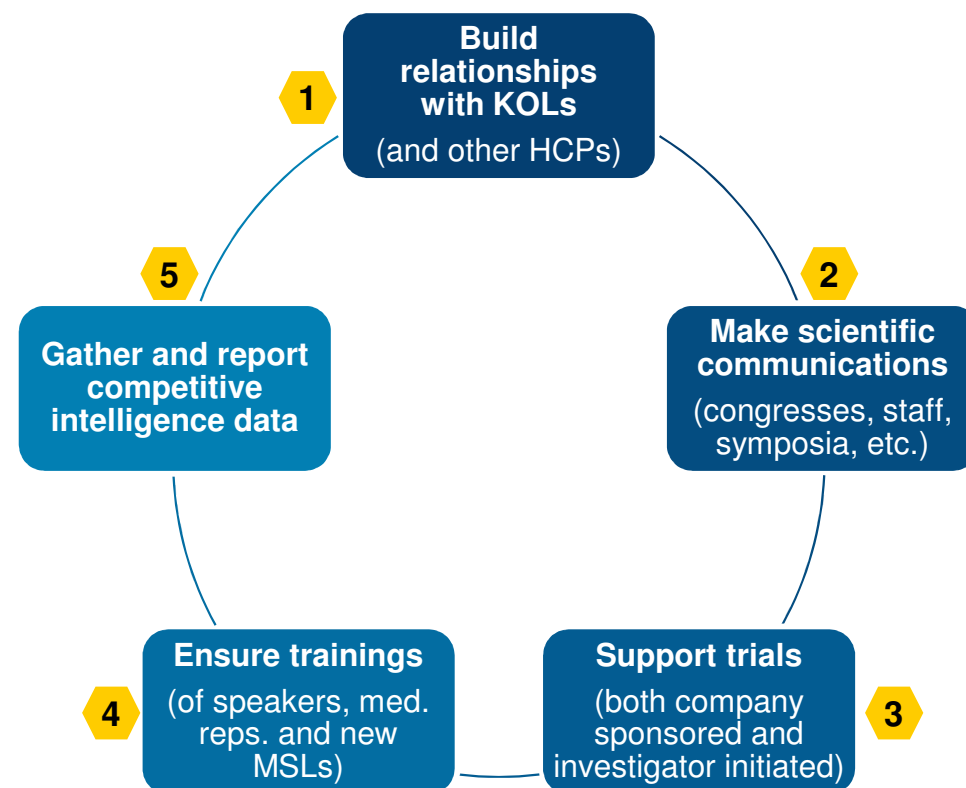 1
Build
relationships
with KOLs
(and other HCPs)
2
Make scientific
communications
(congresses, staff,
symposia, etc.)
3
Support trials
(both company
sponsored and
investigator initiated)
4
Ensure trainings
(of speakers, med.
reps. and new
MSLs)
5
Gather and report
competitive
intelligence data